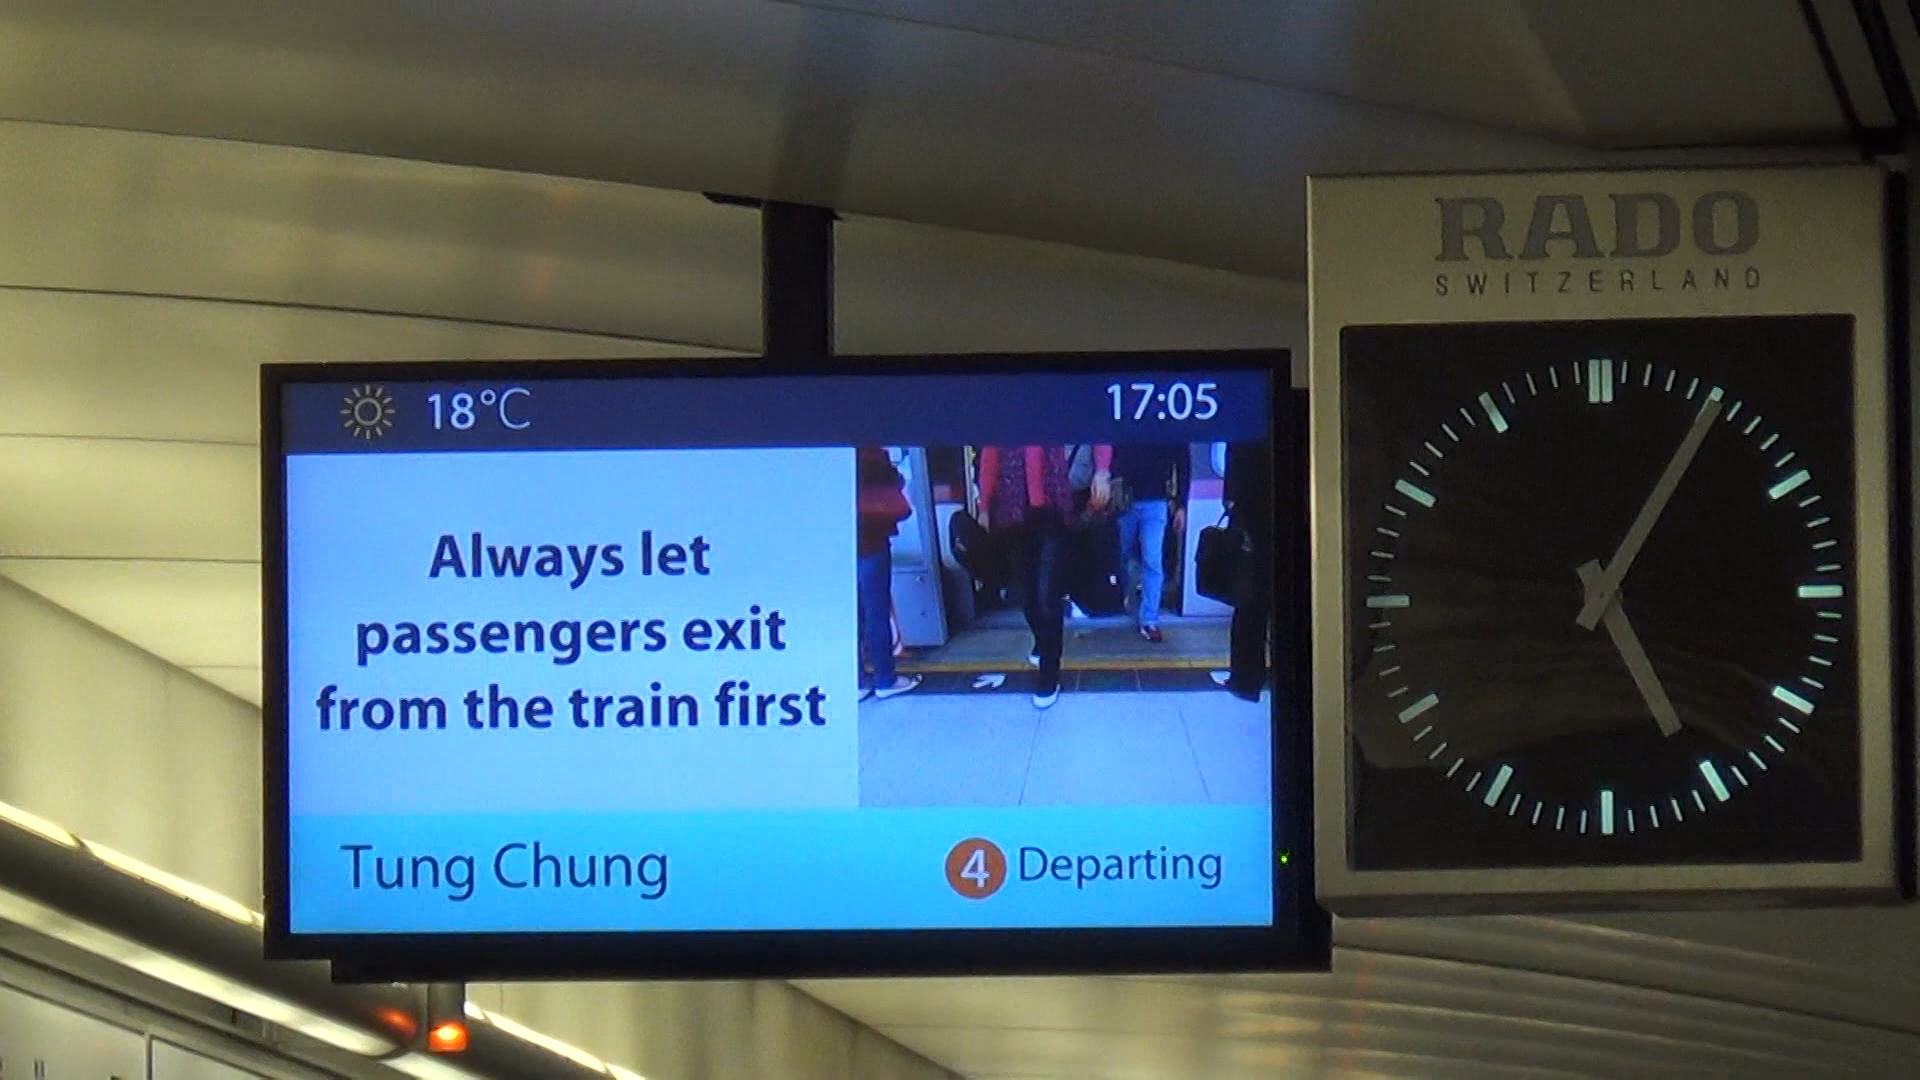 18°C
17:05
Always let
passengers exit
from the train first
Tung Chung
4 Departing
RADO
SWITZERLAND